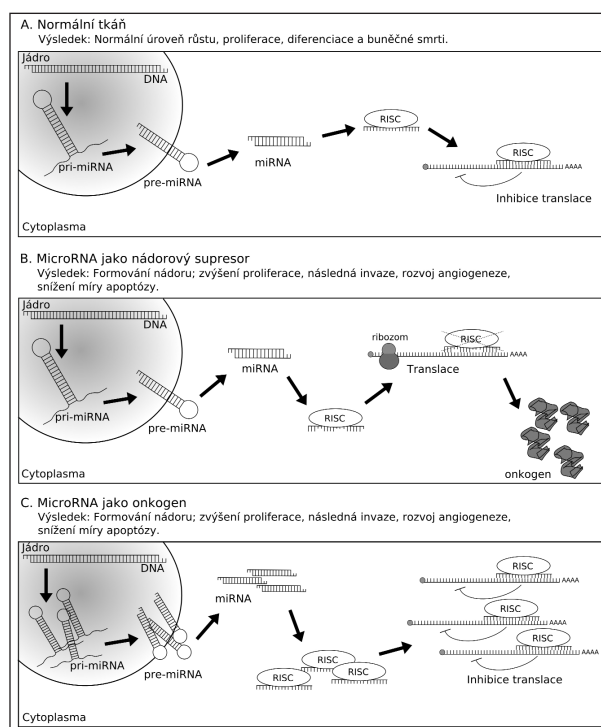 A. Normální tkáň
Výsledek: Normální úroveň růstu, proliferace, diferenciace a buněčné smrti.
Jádro
DNA
RISC
RISC
AAAA
pri-miRNA
miRNA
pre-miRNA
Inhibice translace
Cytoplasma
B. MicroRNA jako nádorový supresor
Výsledek: Formování nádoru; zvýšení proliferace, následná invaze, rozvoj angiogeneze,
snížení míry apoptózy.
Jádro
DNA
ribozom
RISC
AAAA
miRNA
Translace
pri-miRNA
pre-miRNA
RISC
onkogen
Cytoplasma
C. MicroRNA jako onkogen
Výsledek: Formování nádoru; zvýšení proliferace, následná invaze, rozvoj angiogeneze,
snížení míry apoptózy.
Jádro
DNA
RISC
AAAA
miRNA
RISC
AAAA
RISC
AAAA
pri-miRNA
pre-miRNA
RISC
RISC
RISC
Inhibice translace
Cytoplasma